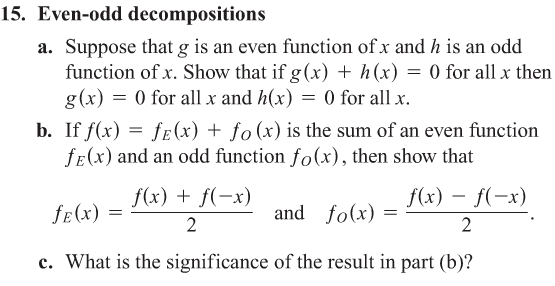 15. Even-odd decompositions
a. Suppose that g is an even function of x and h is an odd
function of x. Show that if g(x) + h(x) = 0 for all x then
g(x) = 0 for all x and h(x) = 0 for all x.
b. If f(x) = f_E(x) + f_O(x) is the sum of an even function
f_E(x) and an odd function f_O(x), then show that
f_E(x) = \frac{f(x) + f(-x)}{2} and f_O(x) = \frac{f(x) - f(-x)}{2}.
c. What is the significance of the result in part (b)?